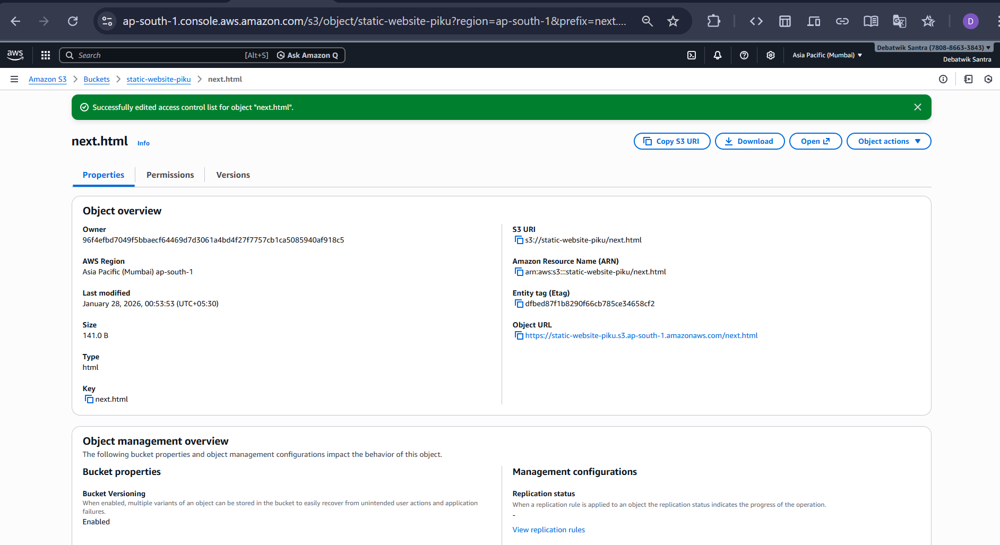 ap-south-1.console.aws.amazon.com/s3/object/static-website-piku?region=ap-south-1&prefix=next....
D
aws
Search
[Alt+S]
Ask Amazon Q
Asia Pacific (Mumbai)
Debatwik Santra (7808-8663-3843)
Debatwik Santra
Amazon S3
Buckets
static-website-piku
next.html
Successfully edited access control list for object "next.html".
next.html
Info
Copy S3 URI
Download
Open
Object actions
Properties
Permissions
Versions
Object overview
Owner
96f4efbd7049f5bbaecf64469d7d3061a4bd4f27f7757cb1ca5085940af918c5
AWS Region
Asia Pacific (Mumbai) ap-south-1
Last modified
January 28, 2026, 00:53:53 (UTC+05:30)
Size
141.0 B
Type
html
Key
next.html
S3 URI
s3://static-website-piku/next.html
Amazon Resource Name (ARN)
arn:aws:s3:::static-website-piku/next.html
Entity tag (Etag)
dfbed87f1b8290f66cb785ce34658cf2
Object URL
https://static-website-piku.s3.ap-south-1.amazonaws.com/next.html
Object management overview
The following bucket properties and object management configurations impact the behavior of this object.
Bucket properties
Bucket Versioning
When enabled, multiple variants of an object can be stored in the bucket to easily recover from unintended user actions and application
failures.
Enabled
Management configurations
Replication status
When a replication rule is applied to an object the replication status indicates the progress of the operation.
-
View replication rules